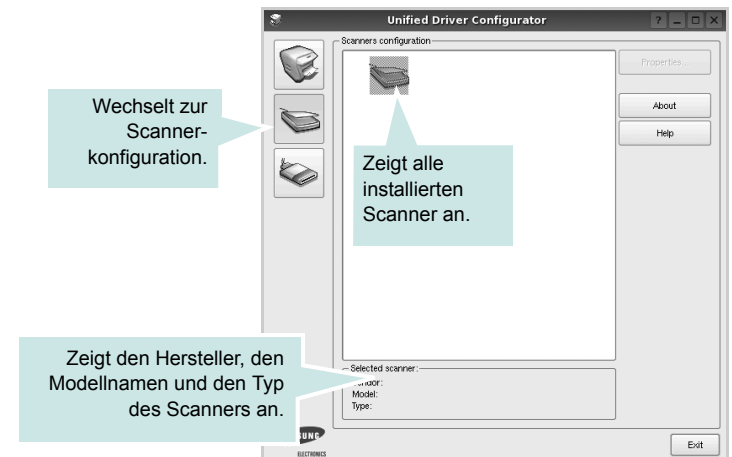 Unified Driver Configurator
Scanners configuration
Properties...
About
Help
Wechselt zur
Scanner-
konfiguration.
Zeigt alle
installierten
Scanner an.
Zeigt den Hersteller, den
Modellnamen und den Typ
des Scanners an.
Selected scanner:
Model:
Type:
ELECTRONICS
Exit